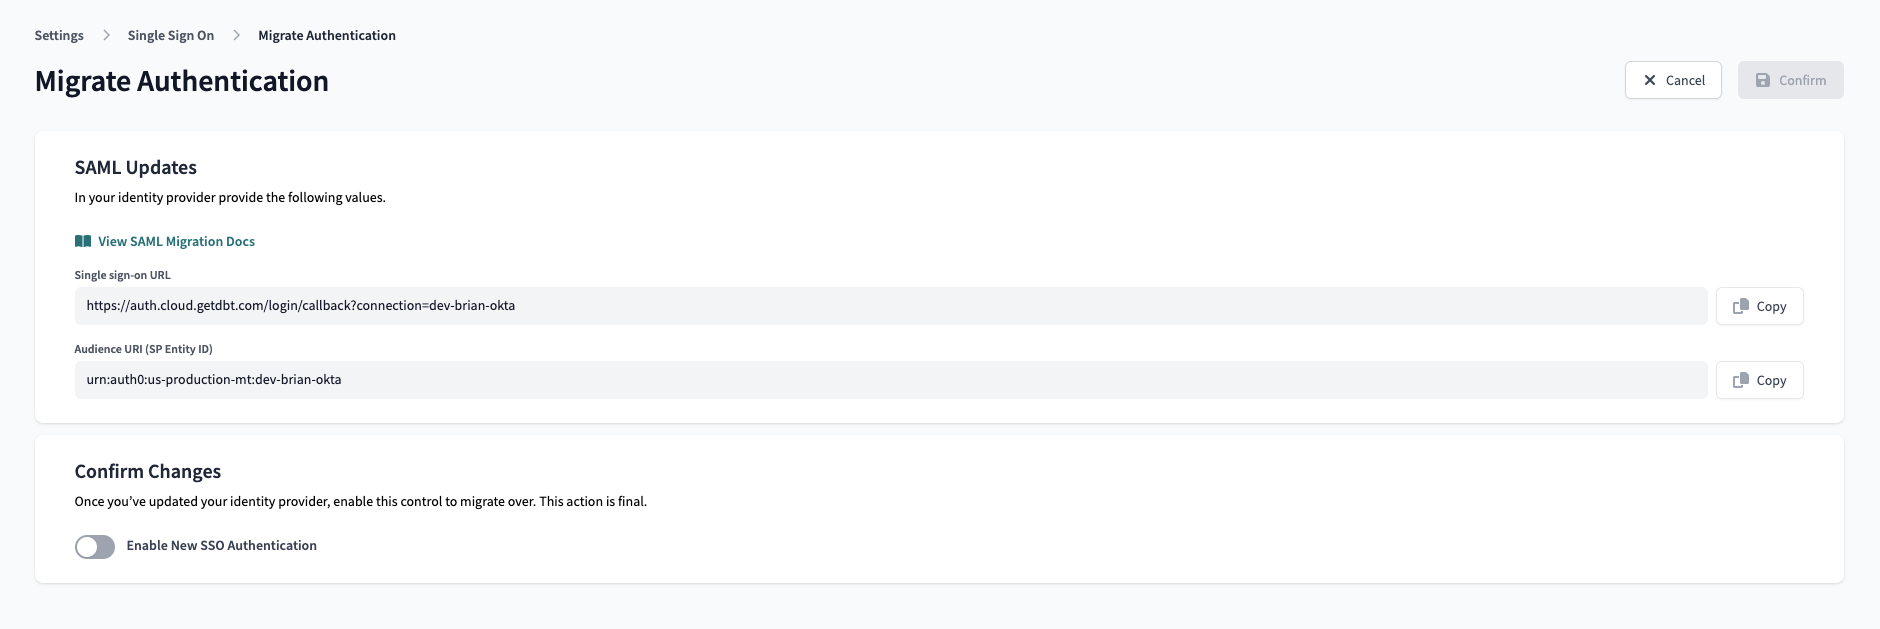 Settings > Single Sign On > Migrate Authentication
Migrate Authentication
Cancel
Confirm
SAML Updates
In your identity provider provide the following values.
View SAML Migration Docs
Single sign-on URL
https://auth.cloud.getdbt.com/login/callback?connection=dev-brian-okta
Copy
Audience URI (SP Entity ID)
urn:auth0:us-production-mt:dev-brian-okta
Copy
Confirm Changes
Once you’ve updated your identity provider, enable this control to migrate over. This action is final.
Enable New SSO Authentication